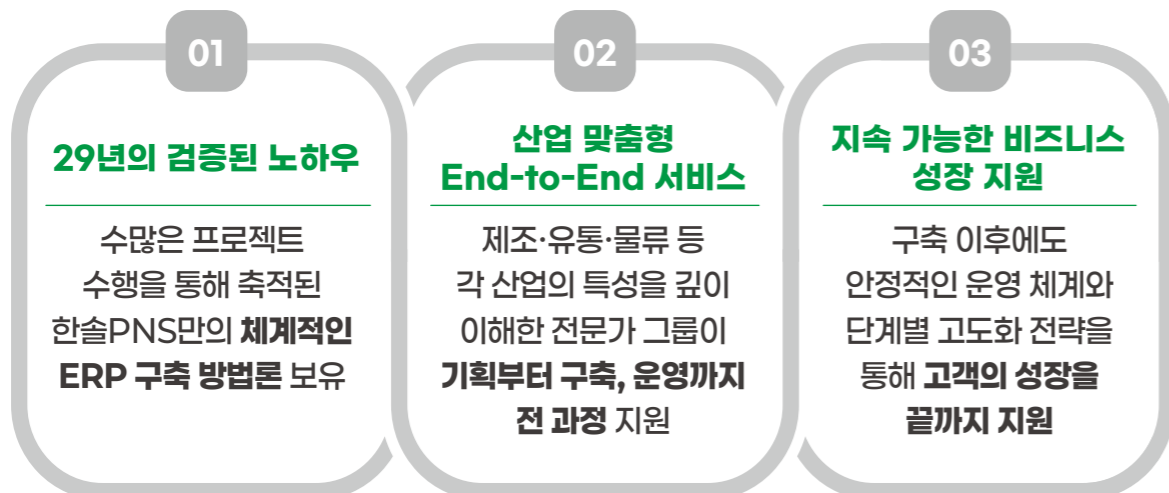 01
29년의 검증된 노하우
수많은 프로젝트
수행을 통해 축적된
한솔PNS만의 체계적인
ERP 구축 방법론 보유
02
산업 맞춤형
End-to-End 서비스
제조·유통·물류 등
각 산업의 특성을 깊이
이해한 전문가 그룹이
기획부터 구축, 운영까지
전 과정 지원
03
지속 가능한 비즈니스
성장 지원
구축 이후에도
안정적인 운영 체계와
단계별 고도화 전략을
통해 고객의 성장을
끝까지 지원